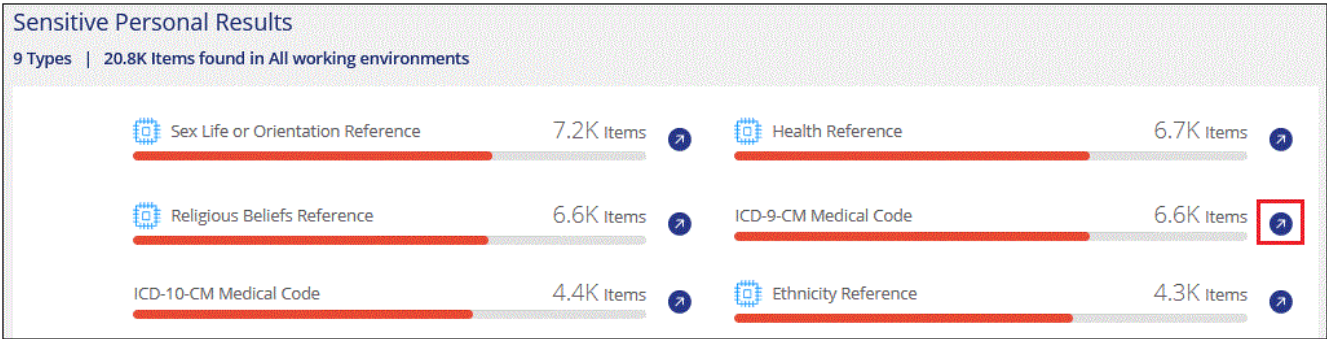 Sensitive Personal Results
9 Types | 20.8K Items found in All working environments
Sex Life or Orientation Reference 7.2K Items
Health Reference 6.7K Items
Religious Beliefs Reference 6.6K Items
ICD-9-CM Medical Code 6.6K Items
ICD-10-CM Medical Code 4.4K Items
Ethnicity Reference 4.3K Items